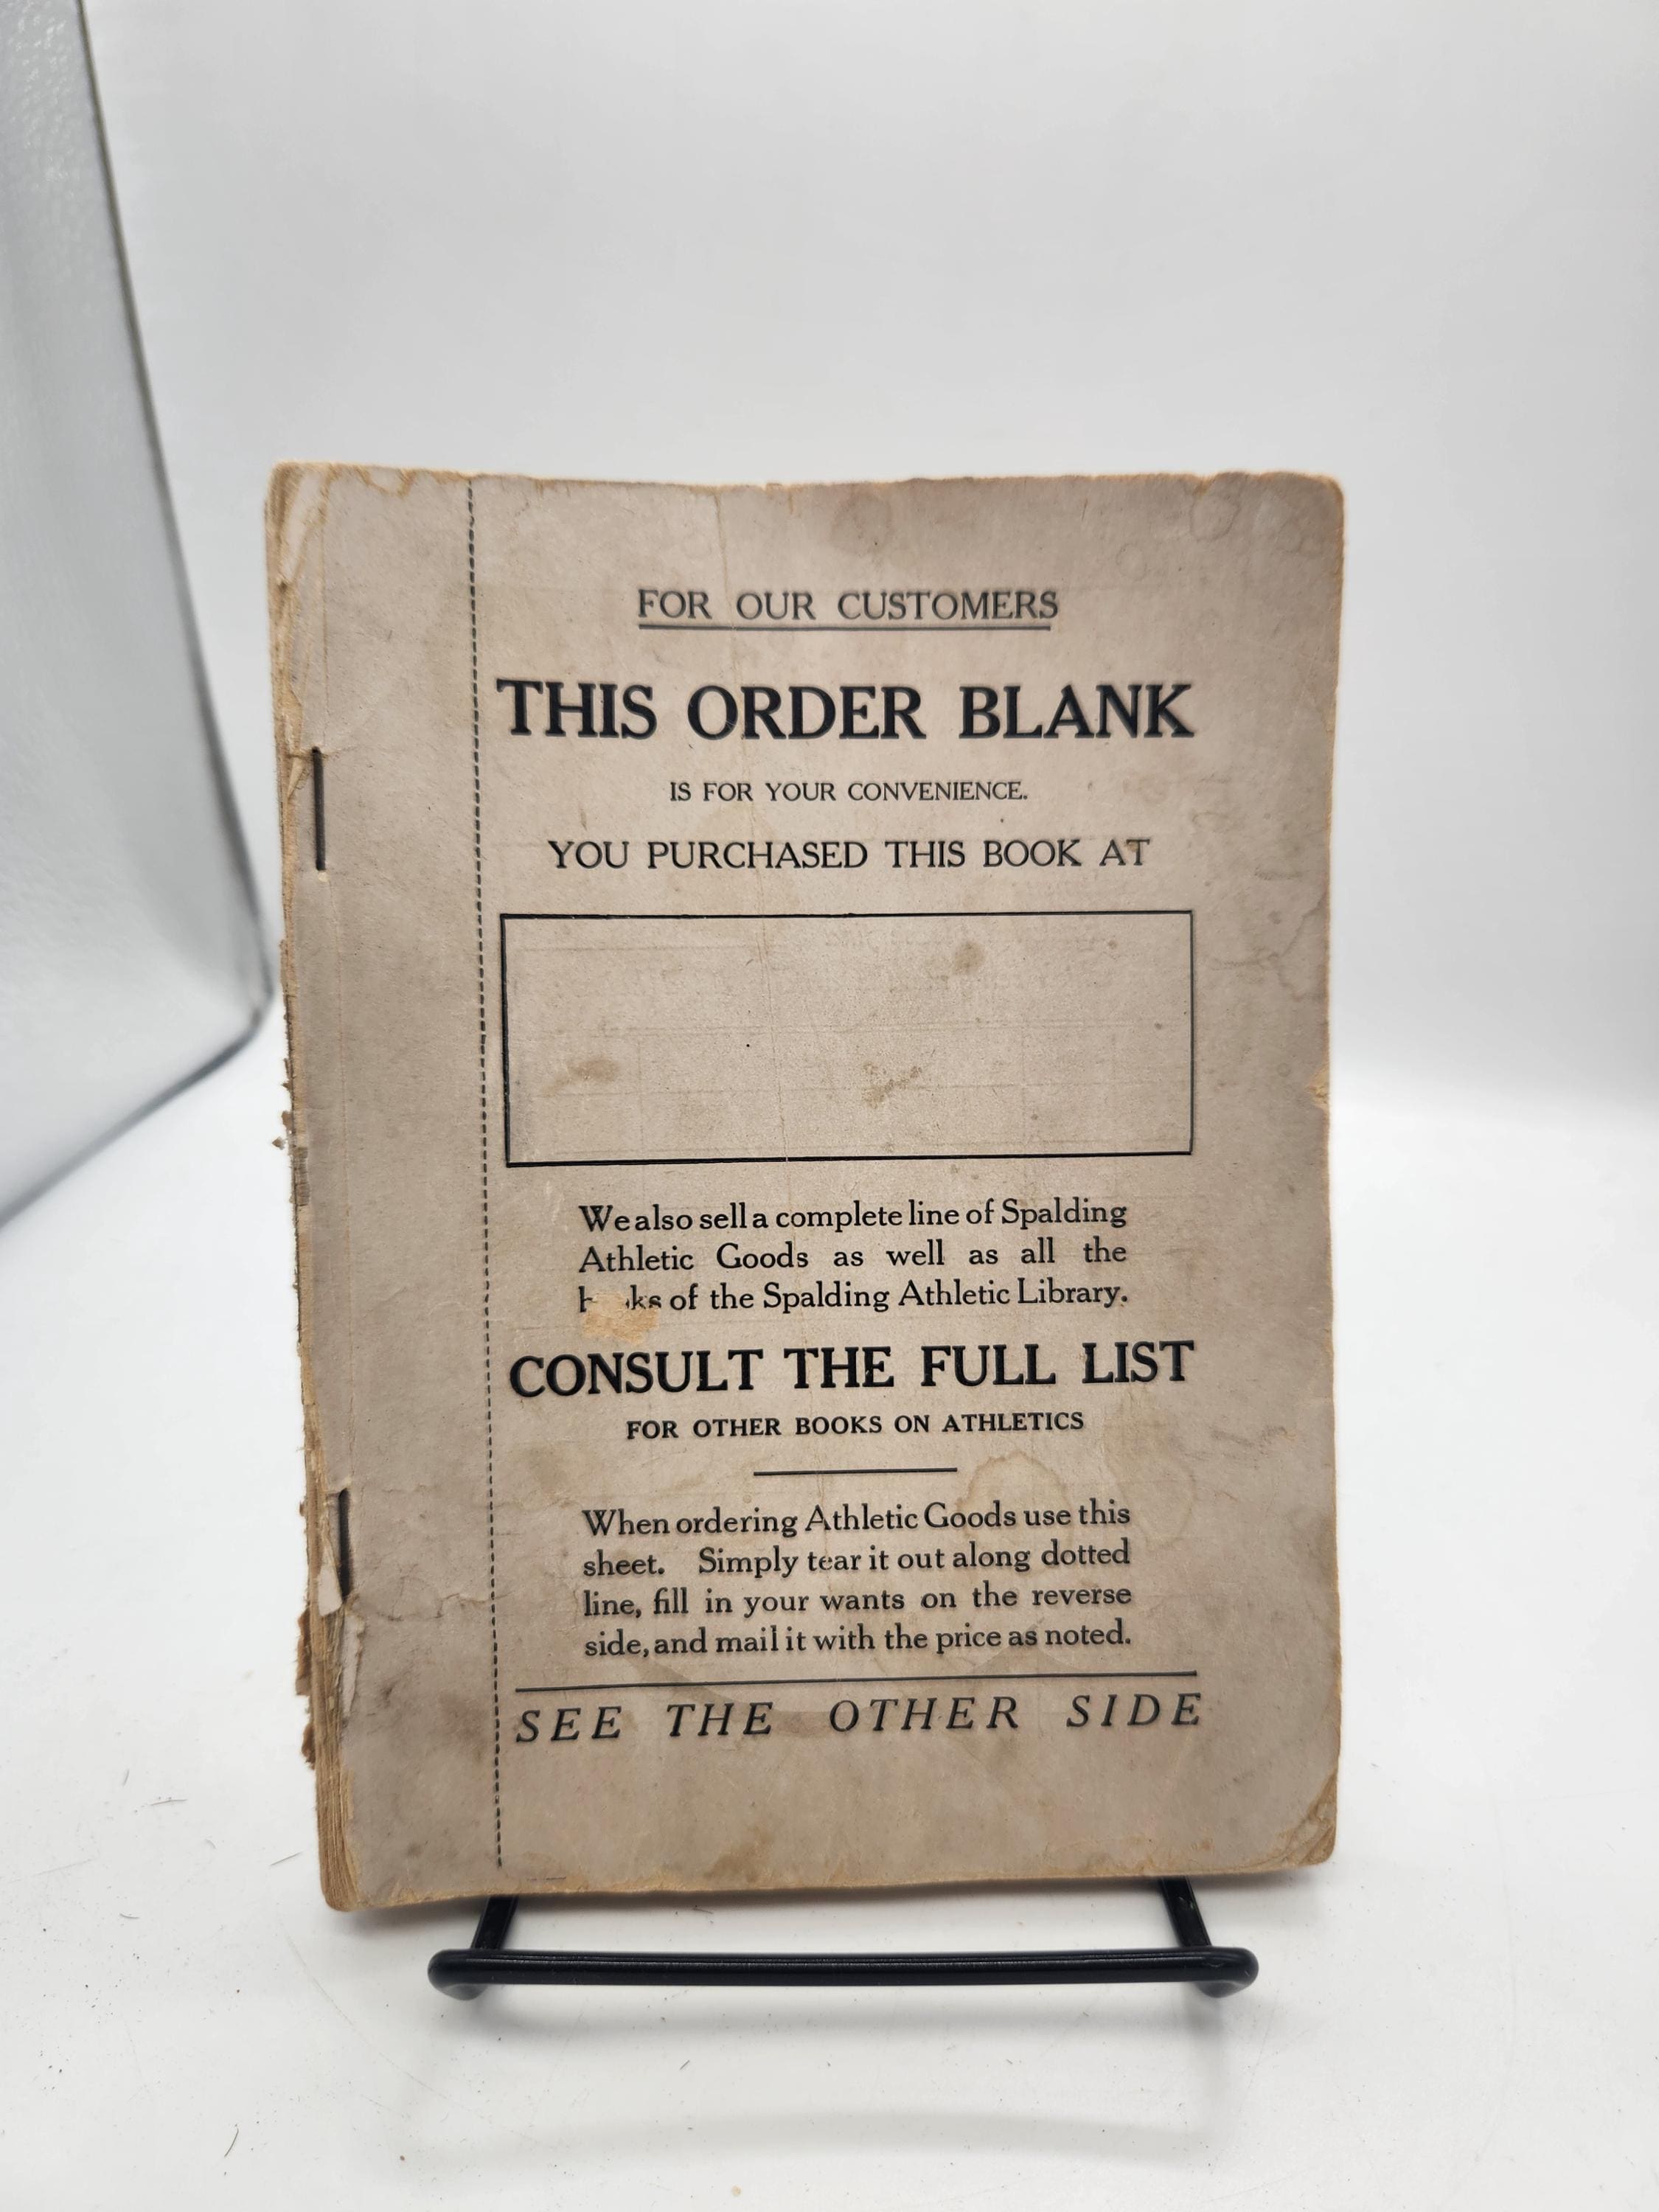 FOR OUR CUSTOMERS
THIS ORDER BLANK
IS FOR YOUR CONVENIENCE.
YOU PURCHASED THIS BOOK AT
We also sell a complete line of Spalding
Athletic Goods as well as all the
of the Spalding Athletic Library.
CONSULT THE FULL LIST
FOR OTHER BOOKS ON ATHLETICS
When ordering Athletic Goods use this
sheet. Simply tear it out along dotted
line, fill in your wants on the reverse
side, and mail it with the price as noted.
SEE THE OTHER SIDE